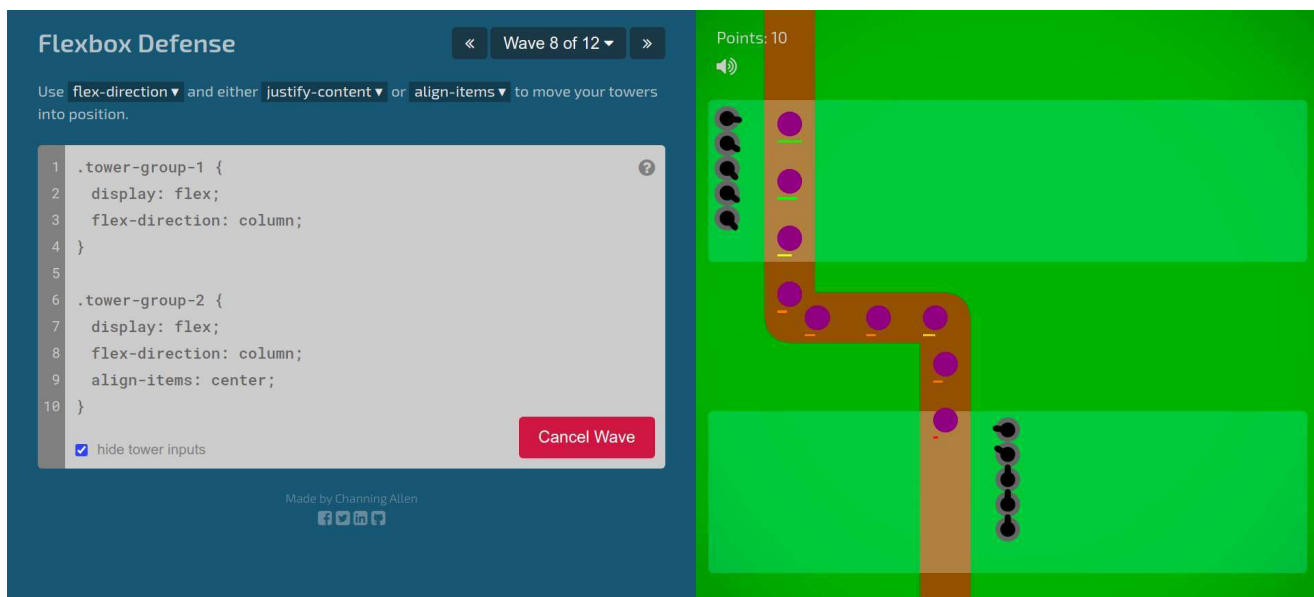 Flexbox Defense
« Wave 8 of 12 ▾ »
Use flex-direction ▾ and either justify-content ▾ or align-items ▾ to move your towers
into position.
1 .tower-group-1 {
2 display: flex;
3 flex-direction: column;
4 }
5
6 .tower-group-2 {
7 display: flex;
8 flex-direction: column;
9 align-items: center;
10 }
?
hide tower inputs
Cancel Wave
Made by Channing Allen
Points: 10